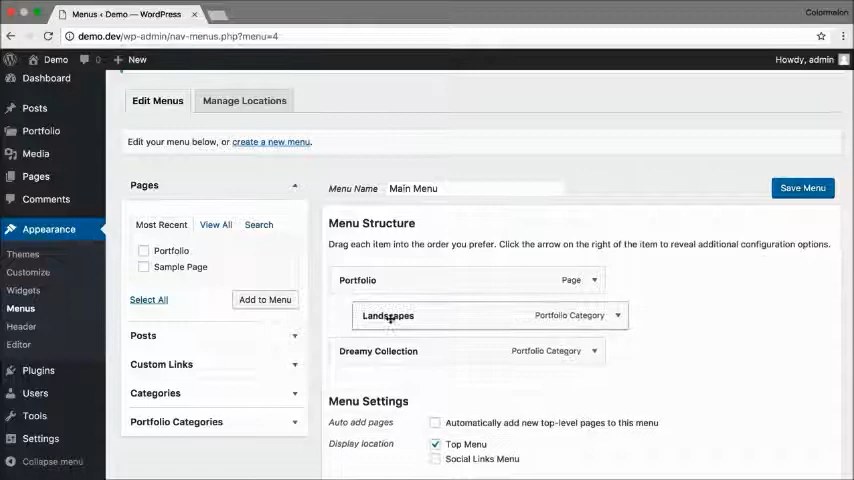 Menus ‹ Demo — WordPress
Colormelon
demo.dev/wp-admin/nav-menus.php?menu=4
Demo 0 New
Howdy, admin
Dashboard
Posts
Portfolio
Media
Pages
Comments
Appearance
Themes
Customize
Widgets
Menus
Header
Editor
Plugins
Users
Tools
Settings
Collapse menu
Edit Menus
Manage Locations
Edit your menu below, or create a new menu.
Pages
Most Recent View All Search
Portfolio
Sample Page
Select All
Add to Menu
Posts
Custom Links
Categories
Portfolio Categories
Menu Name Main Menu
Save Menu
Menu Structure
Drag each item into the order you prefer. Click the arrow on the right of the item to reveal additional configuration options.
Portfolio Page
Landscapes Portfolio Category
Dreamy Collection Portfolio Category
Menu Settings
Auto add pages Automatically add new top-level pages to this menu
Display location Top Menu
Social Links Menu